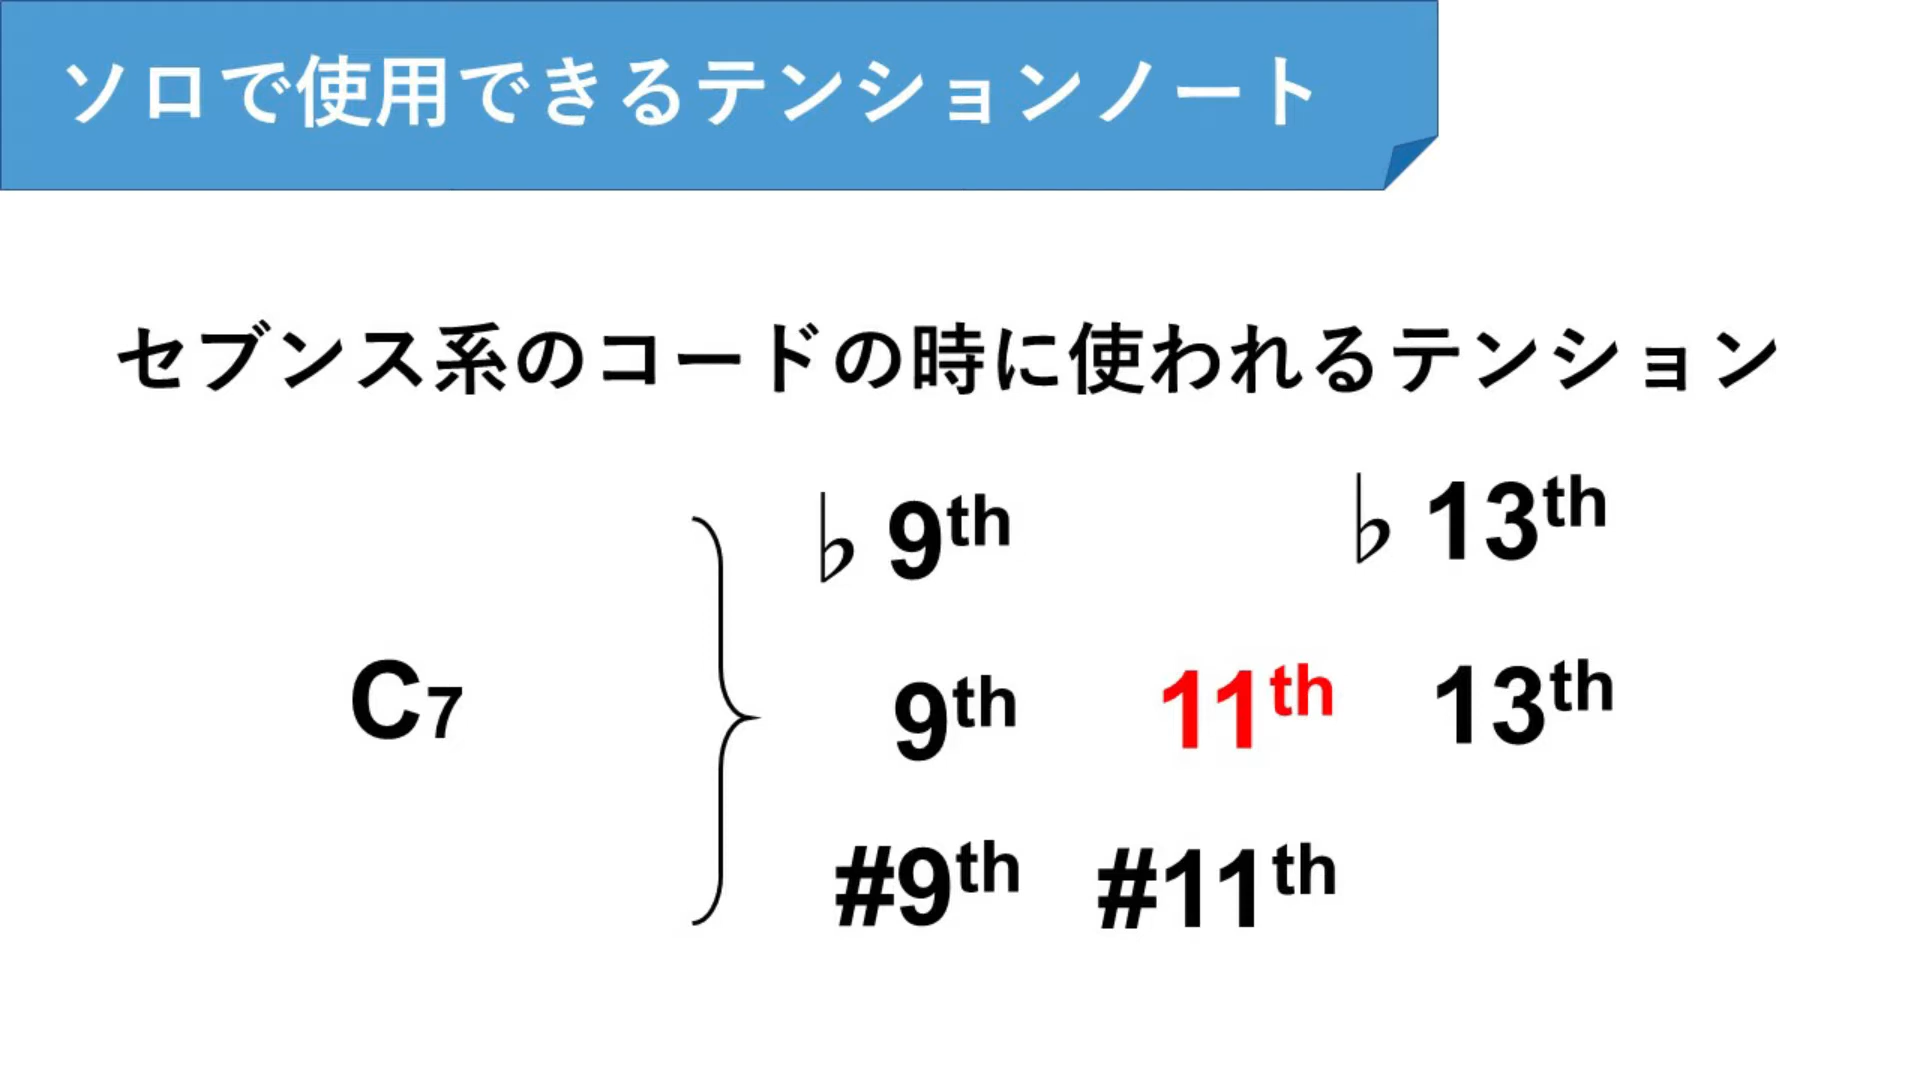 ソロで使用できるテンションノート
セブンス系のコードの時に使われるテンション
♭9th ♭13th
C7 9th 11th 13th
#9th #11th